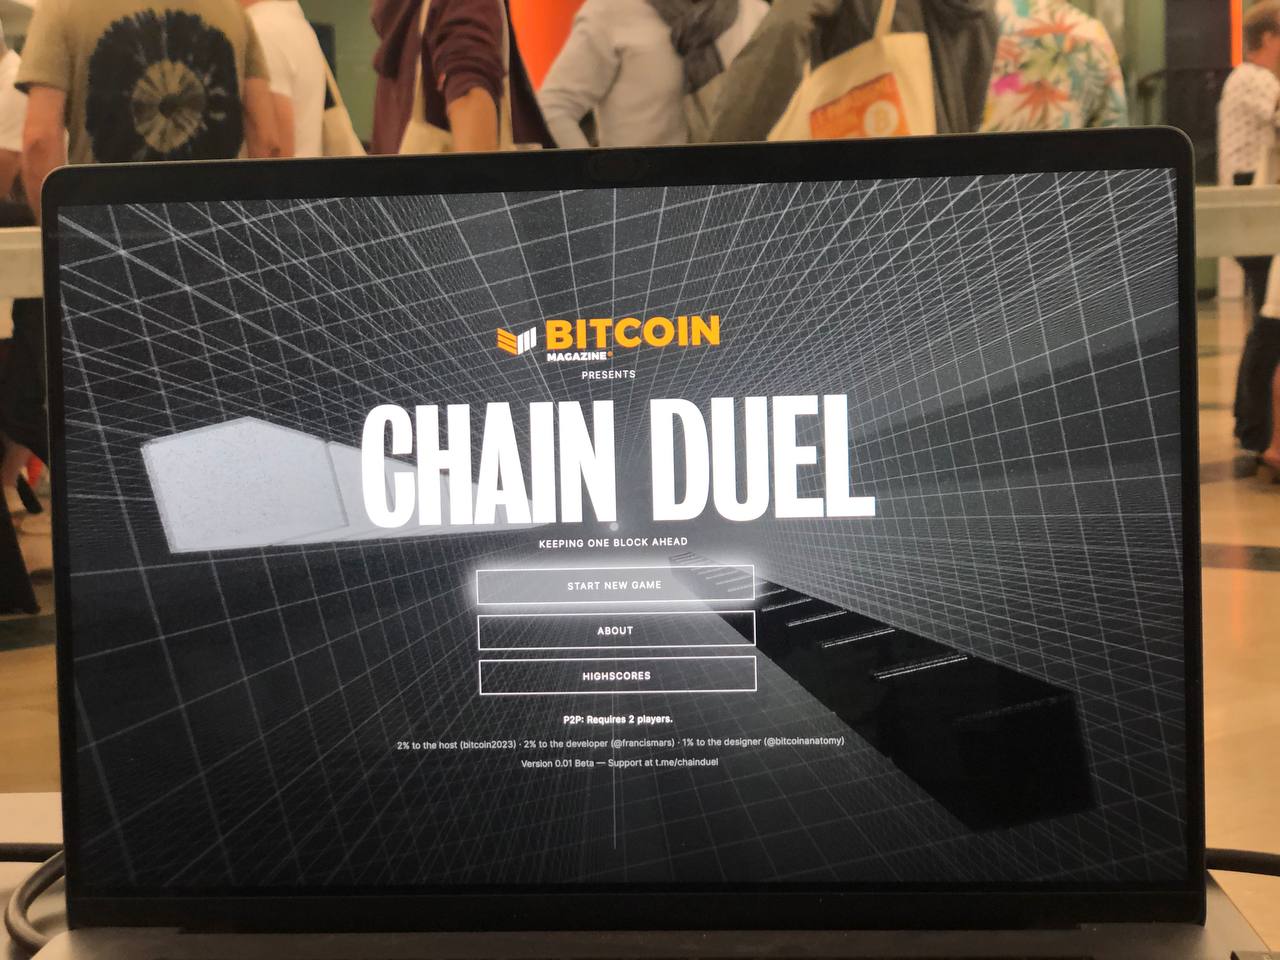 BITCOIN
MAGAZINE
PRESENTS
CHAIN DUEL
KEEPING ONE BLOCK AHEAD
START NEW GAME
ABOUT
HIGHSCORES
P2P: Requires 2 players.
2% to the host (bitcoin2023) · 2% to the developer (@francismars) · 1% to the designer (@bitcoinanatomy)
Version 0.01 Beta — Support at t.me/chainduel